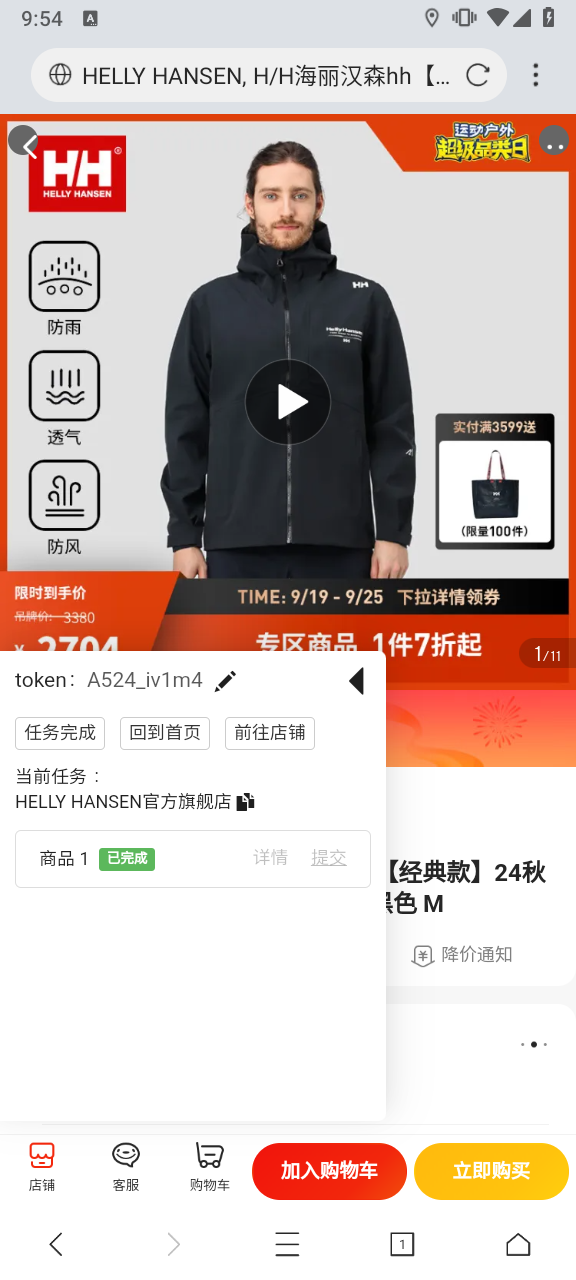 9:54
A
HELLY HANSEN, H/H海丽汉森hh【...
运动户外
超级品类日
HH®
HELLY HANSEN
HH
Helly Hansen
HH
防雨
透气
防风
实付满3599送
(限量100件)
限时到手价
吊牌价: 3380
¥ 2704
TIME: 9/19 - 9/25 下拉详情领券
专区商品 1件7折起
1/11
token: A524_iv1m4
任务完成 回到首页 前往店铺
当前任务：
HELLY HANSEN官方旗舰店
商品 1 已完成 详情 提交
【经典款】24秋
黑色 M
降价通知
店铺 客服 购物车 加入购物车 立即购买
1